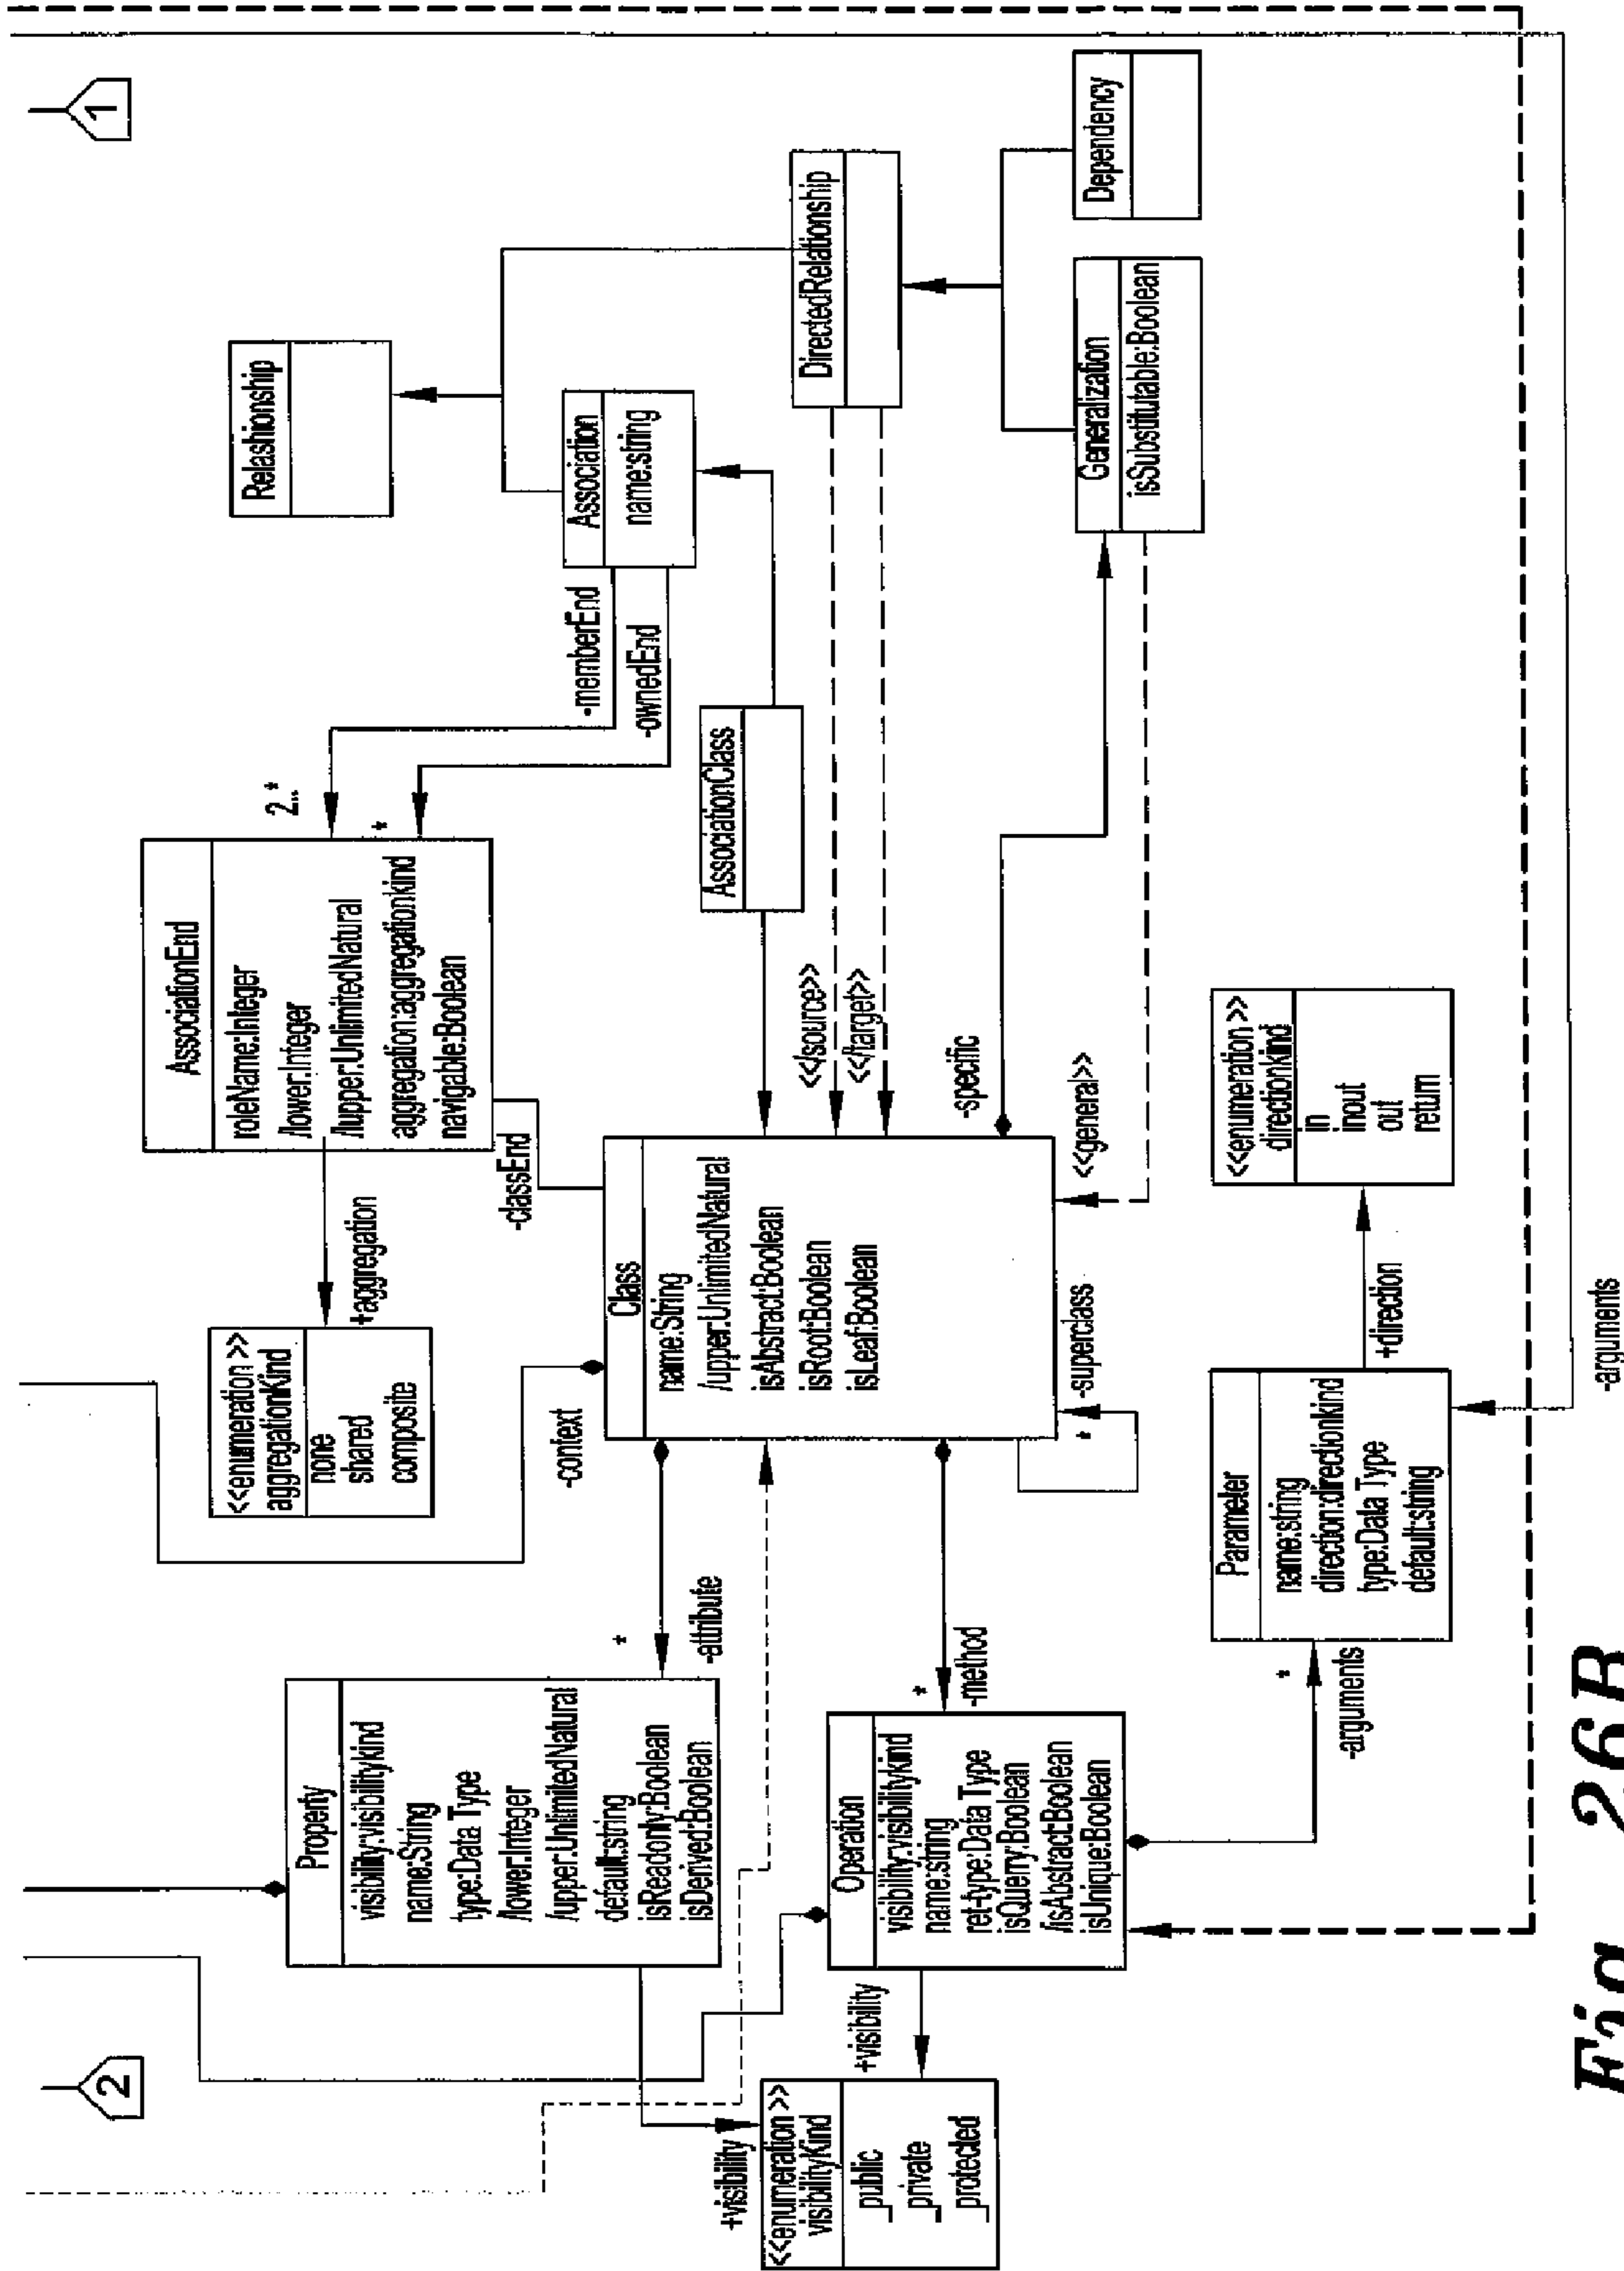 2
1
+visibility
<<enumeration >>
visibilityKind
_public
_private
_protected
+visibility
Property
visibility:visibilitykind
name:String
type:Data Type
/lower:Integer
/upper:UnlimitedNatural
default:string
isReadonly:Boolean
isDerived:Boolean
*
-attribute
Operation
visibility:visibilitykind
name:string
ret-type:Data Type
isQuerry:Boolean
/isAbstract:Boolean
isUnique:Boolean
*
-method
*
-arguments
<<enumeration >>
aggregationKind
none
shared
composite
+aggregation
-context
-classEnd
Class
name:String
/upper:UnlimitedNatural
isAbstract:Boolean
isRoot:Boolean
isLeaf:Boolean
*
-superclass
Parameter
name:string
direction:directionkind
type:Data Type
default:string
+direction
-arguments
<<enumeration >>
directionkind
in
inout
out
return
AssociationEnd
roleName:Integer
/lower:Integer
/lupper:UnlimitedNatural
aggregation:aggregationkind
navigable:Boolean
2..*
*
-memberEnd
-ownedEnd
AssociationClass
<</source>>
<</target>>
-specific
<<general>>
Relashionship
Association
name:string
DirectedRelationship
Generalization
isSubstitutable:Boolean
Dependency
Fig. 26B